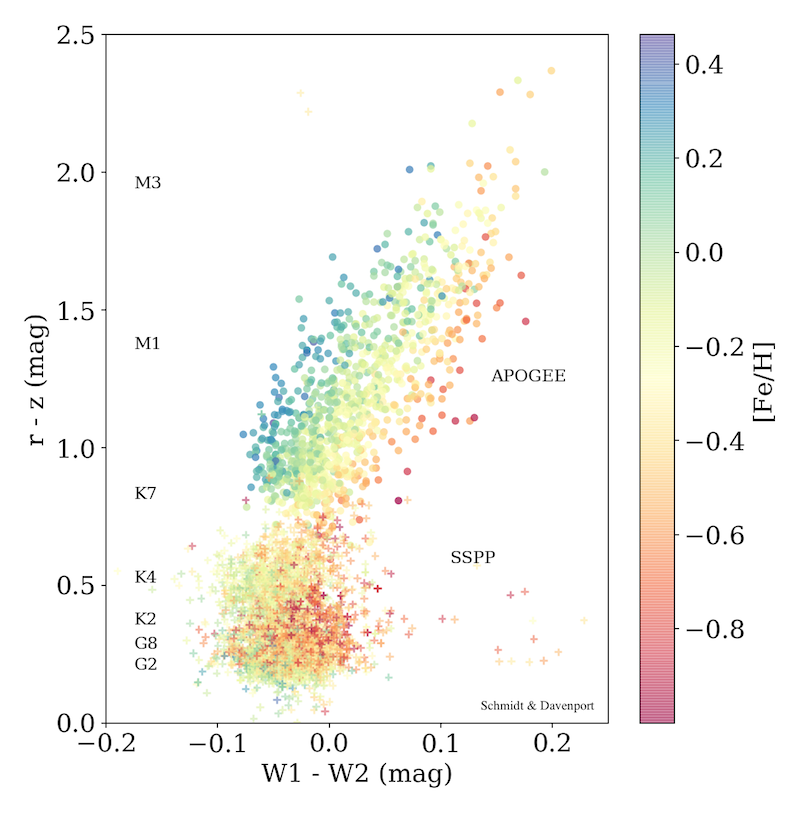 2.5
2.0
1.5
1.0
0.5
0.0
r - z (mag)
M3
M1
K7
K4
K2
G8
G2
APOGEE
SSPP
Schmidt & Davenport
−0.2 −0.1 0.0 0.1 0.2
W1 - W2 (mag)
0.4
0.2
0.0
−0.2
−0.4
−0.6
−0.8
[Fe/H]